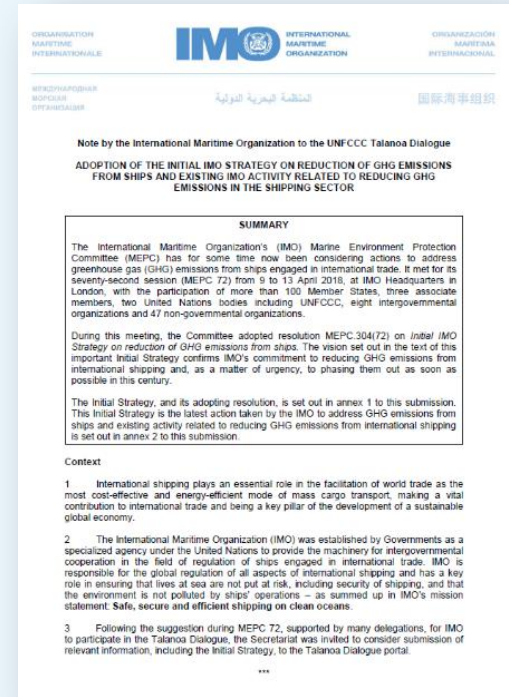 ORGANISATION
MARITIME
INTERNATIONALE
IMO
INTERNATIONAL
MARITIME
ORGANIZATION
ORGANIZACIÓN
MARÍTIMA
INTERNACIONAL
МЕЖДУНАРОДНАЯ
МОРСКАЯ
ОРГАНИЗАЦИЯ
المنظمة البحرية الدولية
国际海事组织
Note by the International Maritime Organization to the UNFCCC Talanoa Dialogue
ADOPTION OF THE INITIAL IMO STRATEGY ON REDUCTION OF GHG EMISSIONS
FROM SHIPS AND EXISTING IMO ACTIVITY RELATED TO REDUCING GHG
EMISSIONS IN THE SHIPPING SECTOR
SUMMARY
The International Maritime Organization's (IMO) Marine Environment Protection
Committee (MEPC) has for some time now been considering actions to address
greenhouse gas (GHG) emissions from ships engaged in international trade. It met for its
seventy-second session (MEPC 72) from 9 to 13 April 2018, at IMO Headquarters in
London, with the participation of more than 100 Member States, three associate
members, two United Nations bodies including UNFCCC, eight intergovernmental
organizations and 47 non-governmental organizations.
During this meeting, the Committee adopted resolution MEPC.304(72) on Initial IMO
Strategy on reduction of GHG emissions from ships. The vision set out in the text of this
important Initial Strategy confirms IMO's commitment to reducing GHG emissions from
international shipping and, as a matter of urgency, to phasing them out as soon as
possible in this century.
The Initial Strategy, and its adopting resolution, is set out in annex 1 to this submission.
This Initial Strategy is the latest action taken by the IMO to address GHG emissions from
ships and existing activity related to reducing GHG emissions from international shipping
is set out in annex 2 to this submission.
Context
1 International shipping plays an essential role in the facilitation of world trade as the
most cost-effective and energy-efficient mode of mass cargo transport, making a vital
contribution to international trade and being a key pillar of the development of a sustainable
global economy.
2 The International Maritime Organization (IMO) was established by Governments as a
specialized agency under the United Nations to provide the machinery for intergovernmental
cooperation in the field of regulation of ships engaged in international trade. IMO is
responsible for the global regulation of all aspects of international shipping and has a key
role in ensuring that lives at sea are not put at risk, including security of shipping, and that
the environment is not polluted by ships' operations – as summed up in IMO's mission
statement: Safe, secure and efficient shipping on clean oceans.
3 Following the suggestion during MEPC 72, supported by many delegations, for IMO
to participate in the Talanoa Dialogue, the Secretariat was invited to consider submission of
relevant information, including the Initial Strategy, to the Talanoa Dialogue portal.
***